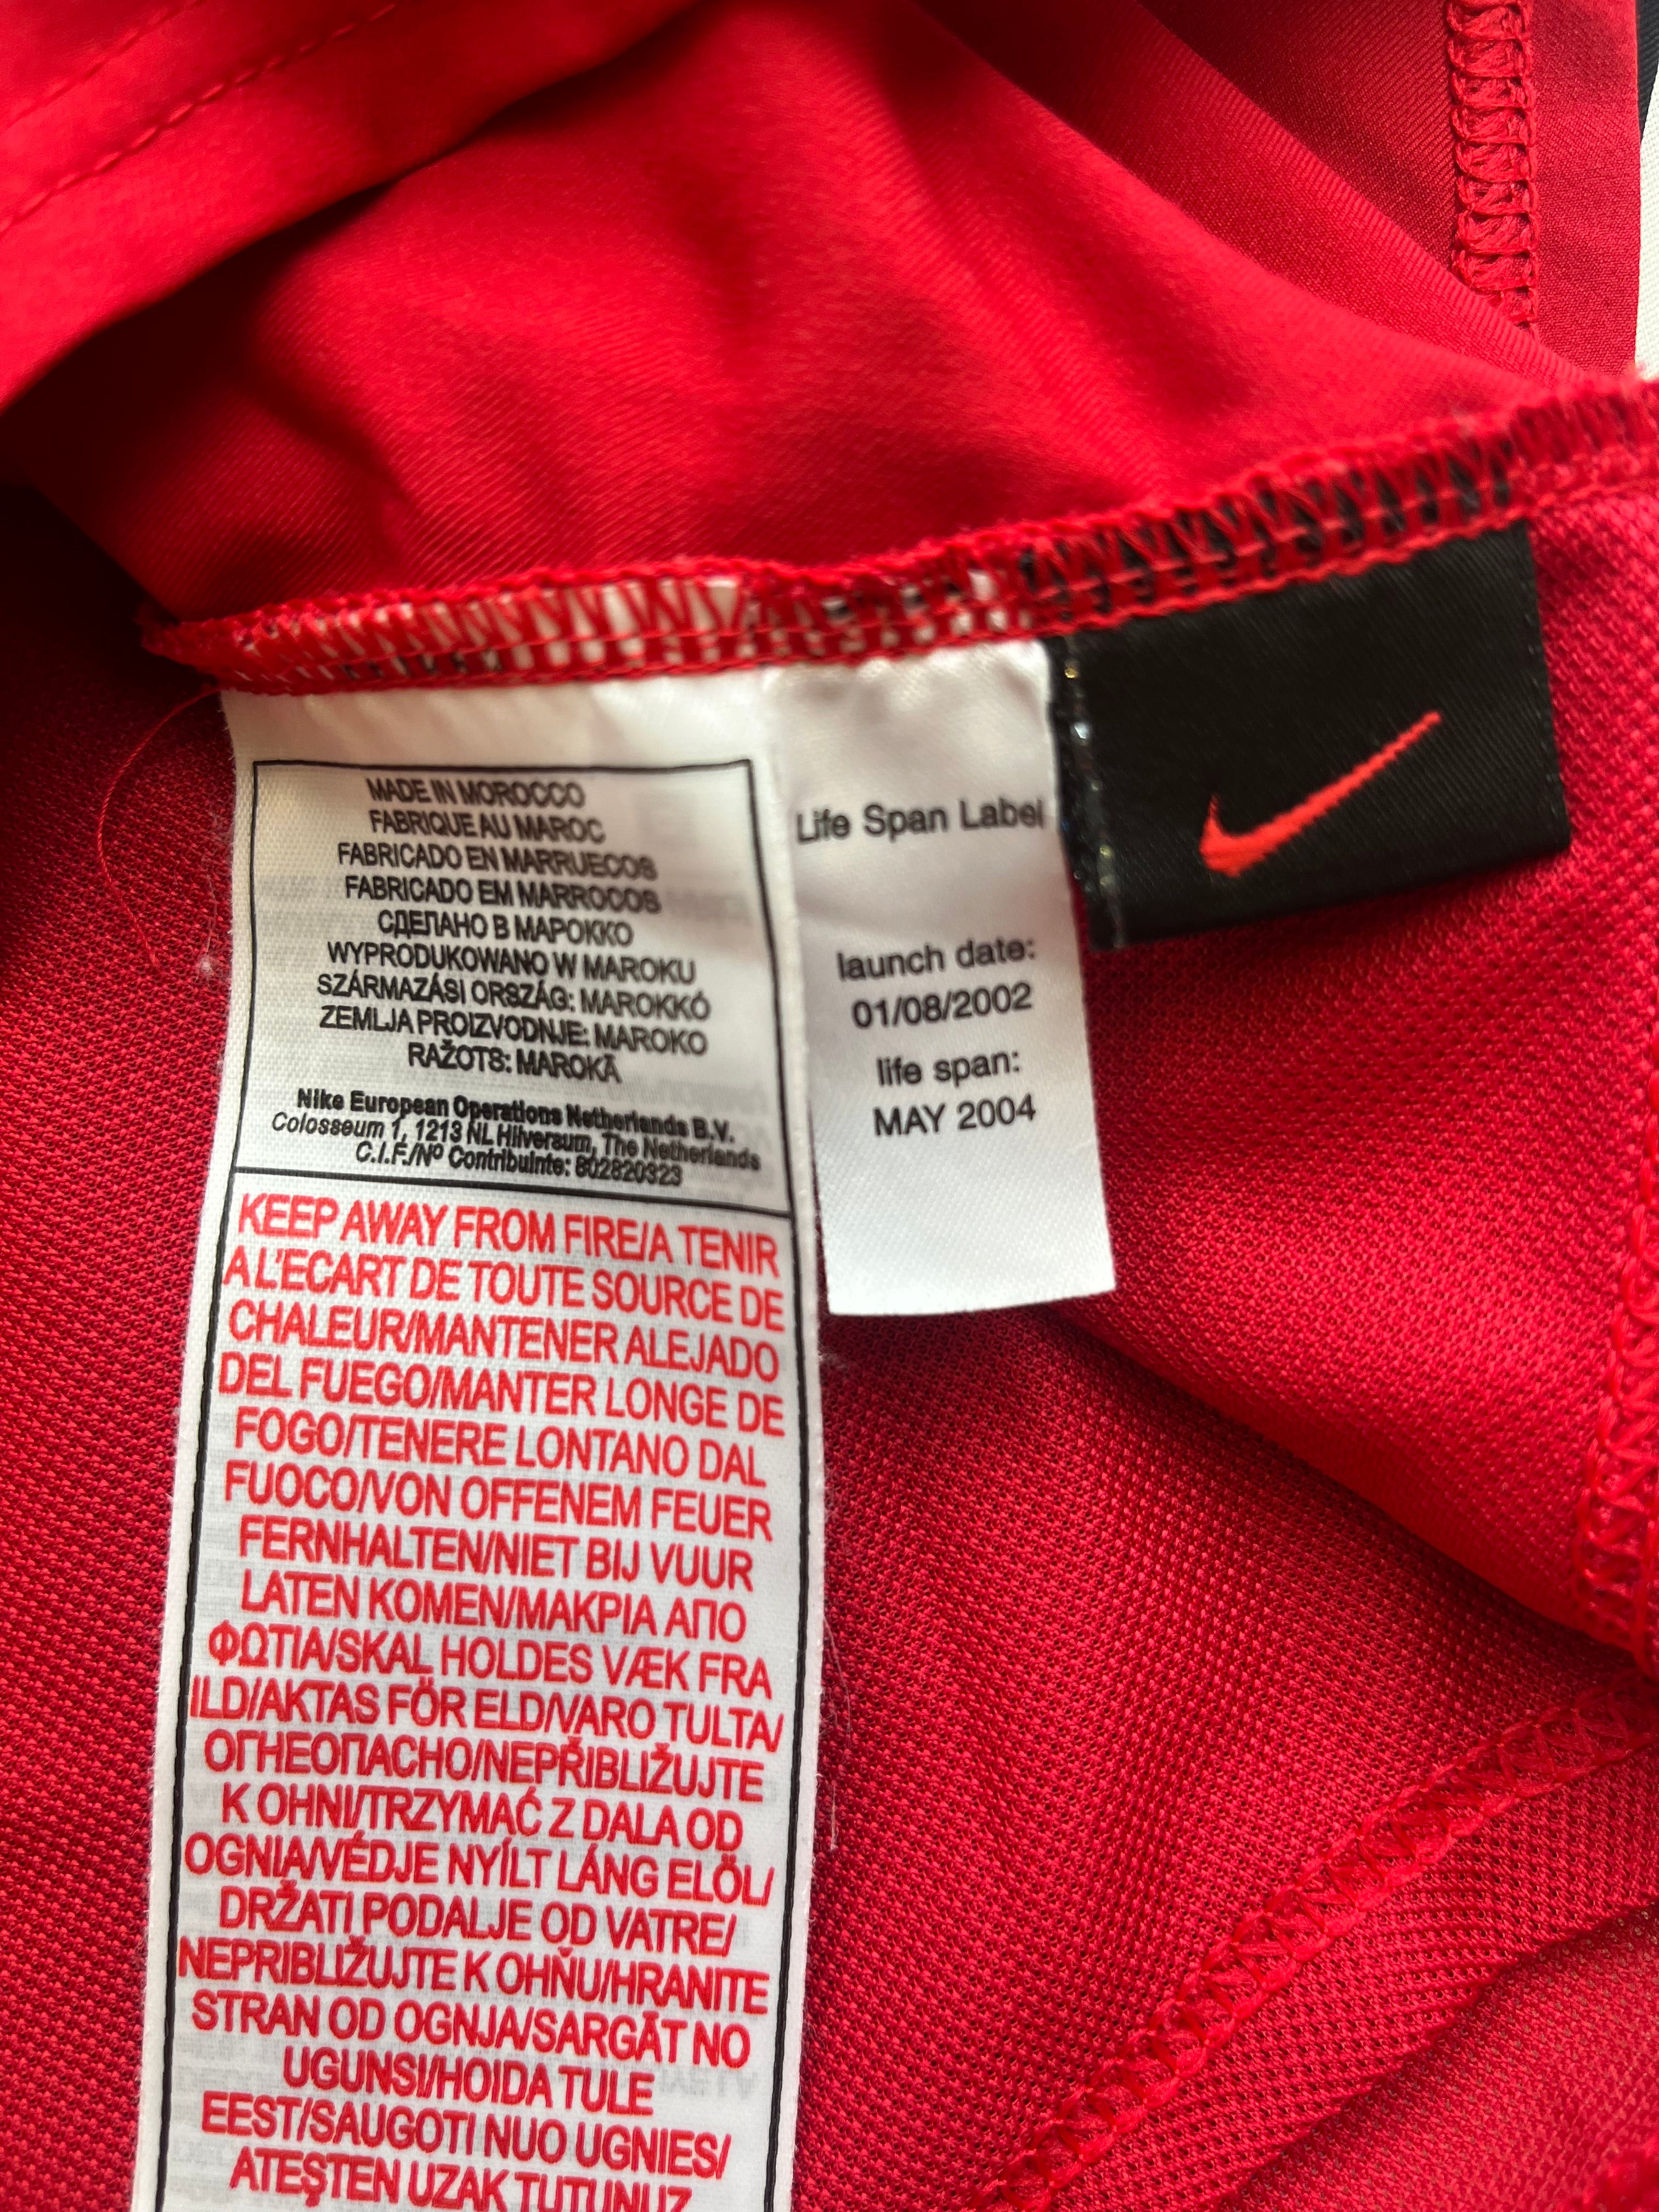 MADE IN MOROCCO
FABRIQUE AU MAROC
FABRICADO EN MARRUECOS
FABRICADO EM MARROCOS
СДЕЛАНО В МАРОККО
WYPRODUKOWANO W MAROKU
SZÁRMAZÁSI ORSZÁG: MAROKKÓ
ZEMLJA PROIZVODNJE: MAROKO
RAŽOTS: MAROKĀ
Nike European Operations Netherlands B.V.
Colosseum 1, 1213 NL Hilversum, The Netherlands
C.I.F./Nº Contribuinte: 802820323
KEEP AWAY FROM FIRE/A TENIR
A L'ECART DE TOUTE SOURCE DE
CHALEUR/MANTENER ALEJADO
DEL FUEGO/MANTER LONGE DE
FOGO/TENERE LONTANO DAL
FUOCO/VON OFFENEM FEUER
FERNHALTEN/NIET BIJ VUUR
LATEN KOMEN/ΜΑΚΡΙΑ ΑΠΟ
ΦΩΤΙΑ/SKAL HOLDES VÆK FRA
ILD/AKTAS FÖR ELD/VARO TULTA/
ОГНЕОПАСНО/NEPŘIBLIŽUJTE
K OHNI/TRZYMAĆ Z DALA OD
OGNIA/VÉDJE NYÍLT LÁNG ELŐL/
DRŽATI PODALJE OD VATRE/
NEPRIBLIŽUJTE K OHŇU/HRANITE
STRAN OD OGNJA/SARGĀT NO
UGUNS/HOIDA TULE
EEST/SAUGOTI NUO UGNIES/
ATEŞTEN UZAK TUTUNUZ
Life Span Label
launch date:
01/08/2002
life span:
MAY 2004